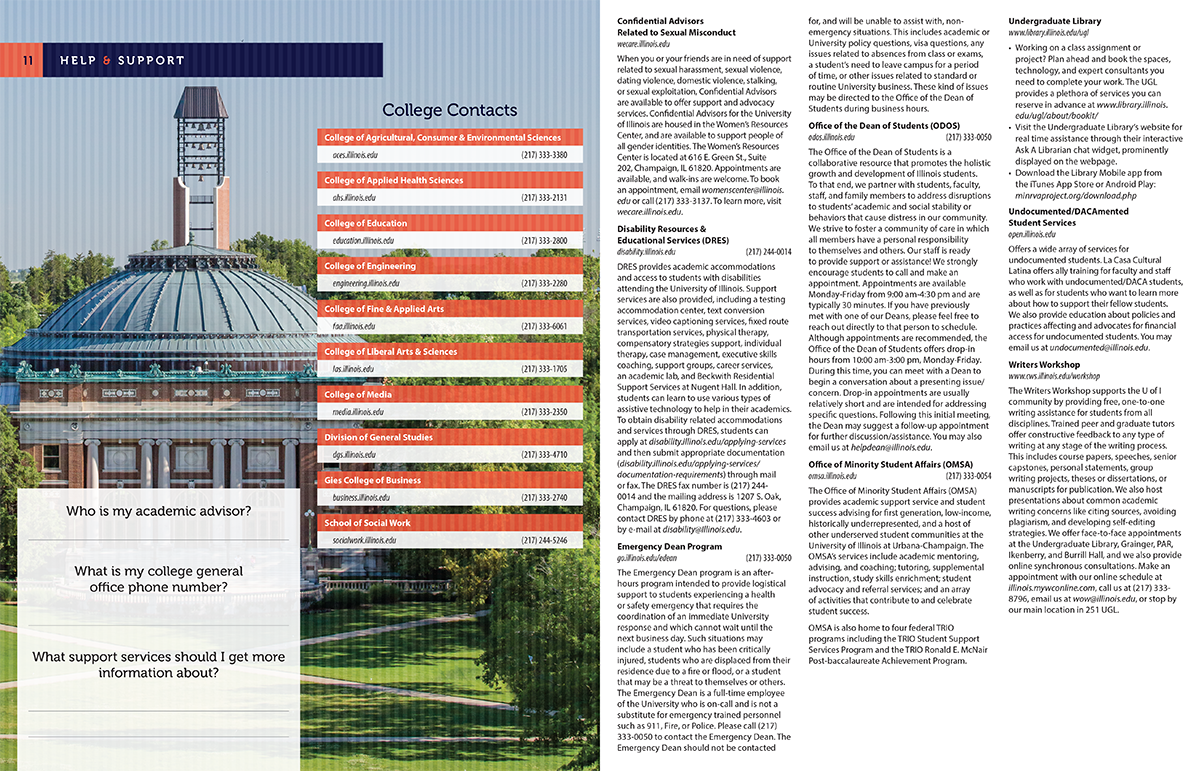 11
HELP & SUPPORT
College Contacts
College of Agricultural, Consumer & Environmental Sciences
aces.illinois.edu (217) 333-3380
College of Applied Health Sciences
ahs.illinois.edu (217) 333-2131
College of Education
education.illinois.edu (217) 333-2800
College of Engineering
engineering.illinois.edu (217) 333-2280
College of Fine & Applied Arts
faa.illinois.edu (217) 333-6061
College of Liberal Arts & Sciences
las.illinois.edu (217) 333-1705
College of Media
media.illinois.edu (217) 333-2350
Division of General Studies
dgs.illinois.edu (217) 333-4710
Gies College of Business
business.illinois.edu (217) 333-2740
School of Social Work
socialwork.illinois.edu (217) 244-5246
Who is my academic advisor?
What is my college general
office phone number?
What support services should I get more
information about?
Confidential Advisors
Related to Sexual Misconduct
wecare.illinois.edu
When you or your friends are in need of support
related to sexual harassment, sexual violence,
dating violence, domestic violence, stalking,
or sexual exploitation, Confidential Advisors
are available to offer support and advocacy
services. Confidential Advisors for the University
of Illinois are housed in the Women's Resources
Center, and are available to support people of
all gender identities. The Women's Resources
Center is located at 616 E. Green St., Suite
202, Champaign, IL 61820. Appointments are
available, and walk-ins are welcome. To book
an appointment, email womenscenter@illinois.
edu or call (217) 333-3137. To learn more, visit
wecare.illinois.edu.
Disability Resources &
Educational Services (DRES)
disability.illinois.edu (217) 244-0014
DRES provides academic accommodations
and access to students with disabilities
attending the University of Illinois. Support
services are also provided, including a testing
accommodation center, text conversion
services, video captioning services, fixed route
transportation services, physical therapy,
compensatory strategies support, individual
therapy, case management, executive skills
coaching, support groups, career services,
an academic lab, and Beckwith Residential
Support Services at Nugent Hall. In addition,
students can learn to use various types of
assistive technology to help in their academics.
To obtain disability related accommodations
and services through DRES, students can
apply at disability.illinois.edu/applying-services
and then submit appropriate documentation
(disability.illinois.edu/applying-services/
documentation-requirements) through mail
or fax. The DRES fax number is (217) 244-
0014 and the mailing address is 1207 S. Oak,
Champaign, IL 61820. For questions, please
contact DRES by phone at (217) 333-4603 or
by e-mail at disability@illinois.edu.
Emergency Dean Program
go.illinois.edu/edean (217) 333-0050
The Emergency Dean program is an after-
hours program intended to provide logistical
support to students experiencing a health
or safety emergency that requires the
coordination of an immediate University
response and which cannot wait until the
next business day. Such situations may
include a student who has been critically
injured, students who are displaced from their
residence due to a fire or flood, or a student
that may be a threat to themselves or others.
The Emergency Dean is a full-time employee
of the University who is on-call and is not a
substitute for emergency trained personnel
such as 911, Fire, or Police. Please call (217)
333-0050 to contact the Emergency Dean. The
Emergency Dean should not be contacted
for, and will be unable to assist with, non-
emergency situations. This includes academic or
University policy questions, visa questions, any
issues related to absences from class or exams,
a student's need to leave campus for a period
of time, or other issues related to standard or
routine University business. These kind of issues
may be directed to the Office of the Dean of
Students during business hours.
Office of the Dean of Students (ODOS)
odos.illinois.edu (217) 333-0050
The Office of the Dean of Students is a
collaborative resource that promotes the holistic
growth and development of Illinois students.
To that end, we partner with students, faculty,
staff, and family members to address disruptions
to students' academic and social stability or
behaviors that cause distress in our community.
We strive to foster a community of care in which
all members have a personal responsibility
to themselves and others. Our staff is ready
to provide support or assistance! We strongly
encourage students to call and make an
appointment. Appointments are available
Monday-Friday from 9:00 am-4:30 pm and are
typically 30 minutes. If you have previously
met with one of our Deans, please feel free to
reach out directly to that person to schedule.
Although appointments are recommended, the
Office of the Dean of Students offers drop-in
hours from 10:00 am-3:00 pm, Monday-Friday.
During this time, you can meet with a Dean to
begin a conversation about a presenting issue/
concern. Drop-in appointments are usually
relatively short and are intended for addressing
specific questions. Following this initial meeting,
the Dean may suggest a follow-up appointment
for further discussion/assistance. You may also
email us at helpdean@illinois.edu.
Office of Minority Student Affairs (OMSA)
omsa.illinois.edu (217) 333-0054
The Office of Minority Student Affairs (OMSA)
provides academic support service and student
success advising for first generation, low-income,
historically underrepresented, and a host of
other underserved student communities at the
University of Illinois at Urbana-Champaign. The
OMSA's services include academic mentoring,
advising, and coaching; tutoring, supplemental
instruction, study skills enrichment; student
advocacy and referral services; and an array
of activities that contribute to and celebrate
student success.
OMSA is also home to four federal TRIO
programs including the TRIO Student Support
Services Program and the TRIO Ronald E. McNair
Post-baccalaureate Achievement Program.
Undergraduate Library
www.library.illinois.edu/ugl
• Working on a class assignment or
project? Plan ahead and book the spaces,
technology, and expert consultants you
need to complete your work. The UGL
provides a plethora of services you can
reserve in advance at www.library.illinois.
edu/ugl/about/bookit/
• Visit the Undergraduate Library's website for
real time assistance through their interactive
Ask A Librarian chat widget, prominently
displayed on the webpage.
• Download the Library Mobile app from
the iTunes App Store or Android Play:
minrvaproject.org/download.php
Undocumented/DACAmented
Student Services
open.illinois.edu
Offers a wide array of services for
undocumented students. La Casa Cultural
Latina offers ally training for faculty and staff
who work with undocumented/DACA students,
as well as for students who want to learn more
about how to support their fellow students.
We also provide education about policies and
practices affecting and advocates for financial
access for undocumented students. You may
email us at undocumented@illinois.edu.
Writers Workshop
www.cws.illinois.edu/workshop
The Writers Workshop supports the U of I
community by providing free, one-to-one
writing assistance for students from all
disciplines. Trained peer and graduate tutors
offer constructive feedback to any type of
writing at any stage of the writing process.
This includes course papers, speeches, senior
capstones, personal statements, group
writing projects, theses or dissertations, or
manuscripts for publication. We also host
presentations about common academic
writing concerns like citing sources, avoiding
plagiarism, and developing self-editing
strategies. We offer face-to-face appointments
at the Undergraduate Library, Grainger, PAR,
Ikenberry, and Burrill Hall, and we also provide
online synchronous consultations. Make an
appointment with our online schedule at
illinois.mywconline.com, call us at (217) 333-
8796, email us at wow@illinois.edu, or stop by
our main location in 251 UGL.